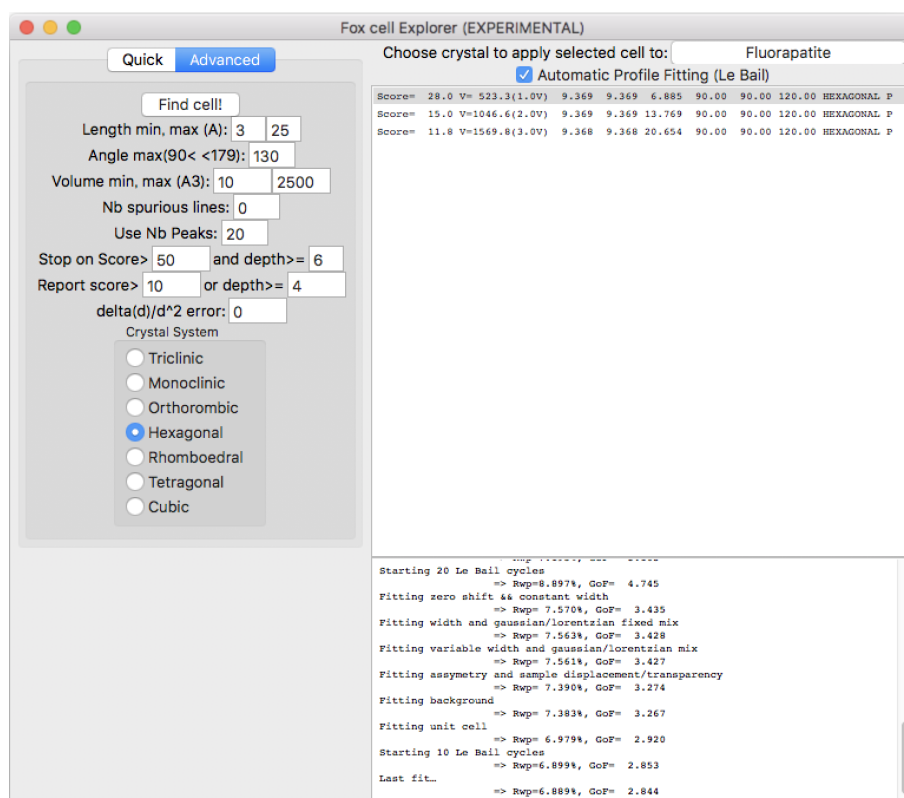 Fox cell Explorer (EXPERIMENTAL)
Quick Advanced
Find cell!
Length min, max (A): 3 25
Angle max(90< <179): 130
Volume min, max (A3): 10 2500
Nb spurious lines: 0
Use Nb Peaks: 20
Stop on Score> 50 and depth>= 6
Report score> 10 or depth>= 4
delta(d)/d^2 error: 0
Crystal System
Triclinic
Monoclinic
Orthorombic
Hexagonal
Rhomboedral
Tetragonal
Cubic
Choose crystal to apply selected cell to: Fluorapatite
Automatic Profile Fitting (Le Bail)
Score= 28.0 V= 523.3(1.0V) 9.369 9.369 6.885 90.00 90.00 120.00 HEXAGONAL P
Score= 15.0 V=1046.6(2.0V) 9.369 9.369 13.769 90.00 90.00 120.00 HEXAGONAL P
Score= 11.8 V=1569.8(3.0V) 9.368 9.368 20.654 90.00 90.00 120.00 HEXAGONAL P
Starting 20 Le Bail cycles
=> Rwp=8.897%, GoF= 4.745
Fitting zero shift && constant width
=> Rwp= 7.570%, GoF= 3.435
Fitting width and gaussian/lorentzian fixed mix
=> Rwp= 7.563%, GoF= 3.428
Fitting variable width and gaussian/lorentzian mix
=> Rwp= 7.561%, GoF= 3.427
Fitting assymetry and sample displacement/transparency
=> Rwp= 7.390%, GoF= 3.274
Fitting background
=> Rwp= 7.383%, GoF= 3.267
Fitting unit cell
=> Rwp= 6.979%, GoF= 2.920
Starting 10 Le Bail cycles
=> Rwp=6.899%, GoF= 2.853
Last fit…
=> Rwp=6.889%, GoF= 2.844